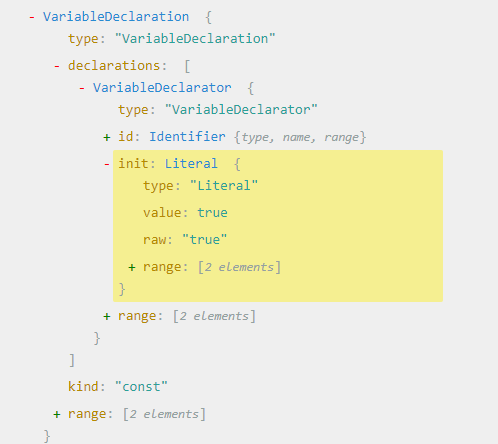 - VariableDeclaration {
type: "VariableDeclaration"
- declarations: [
- VariableDeclarator {
type: "VariableDeclarator"
+ id: Identifier {type, name, range}
- init: Literal {
type: "Literal"
value: true
raw: "true"
+ range: [2 elements]
}
+ range: [2 elements]
}
]
kind: "const"
+ range: [2 elements]
}